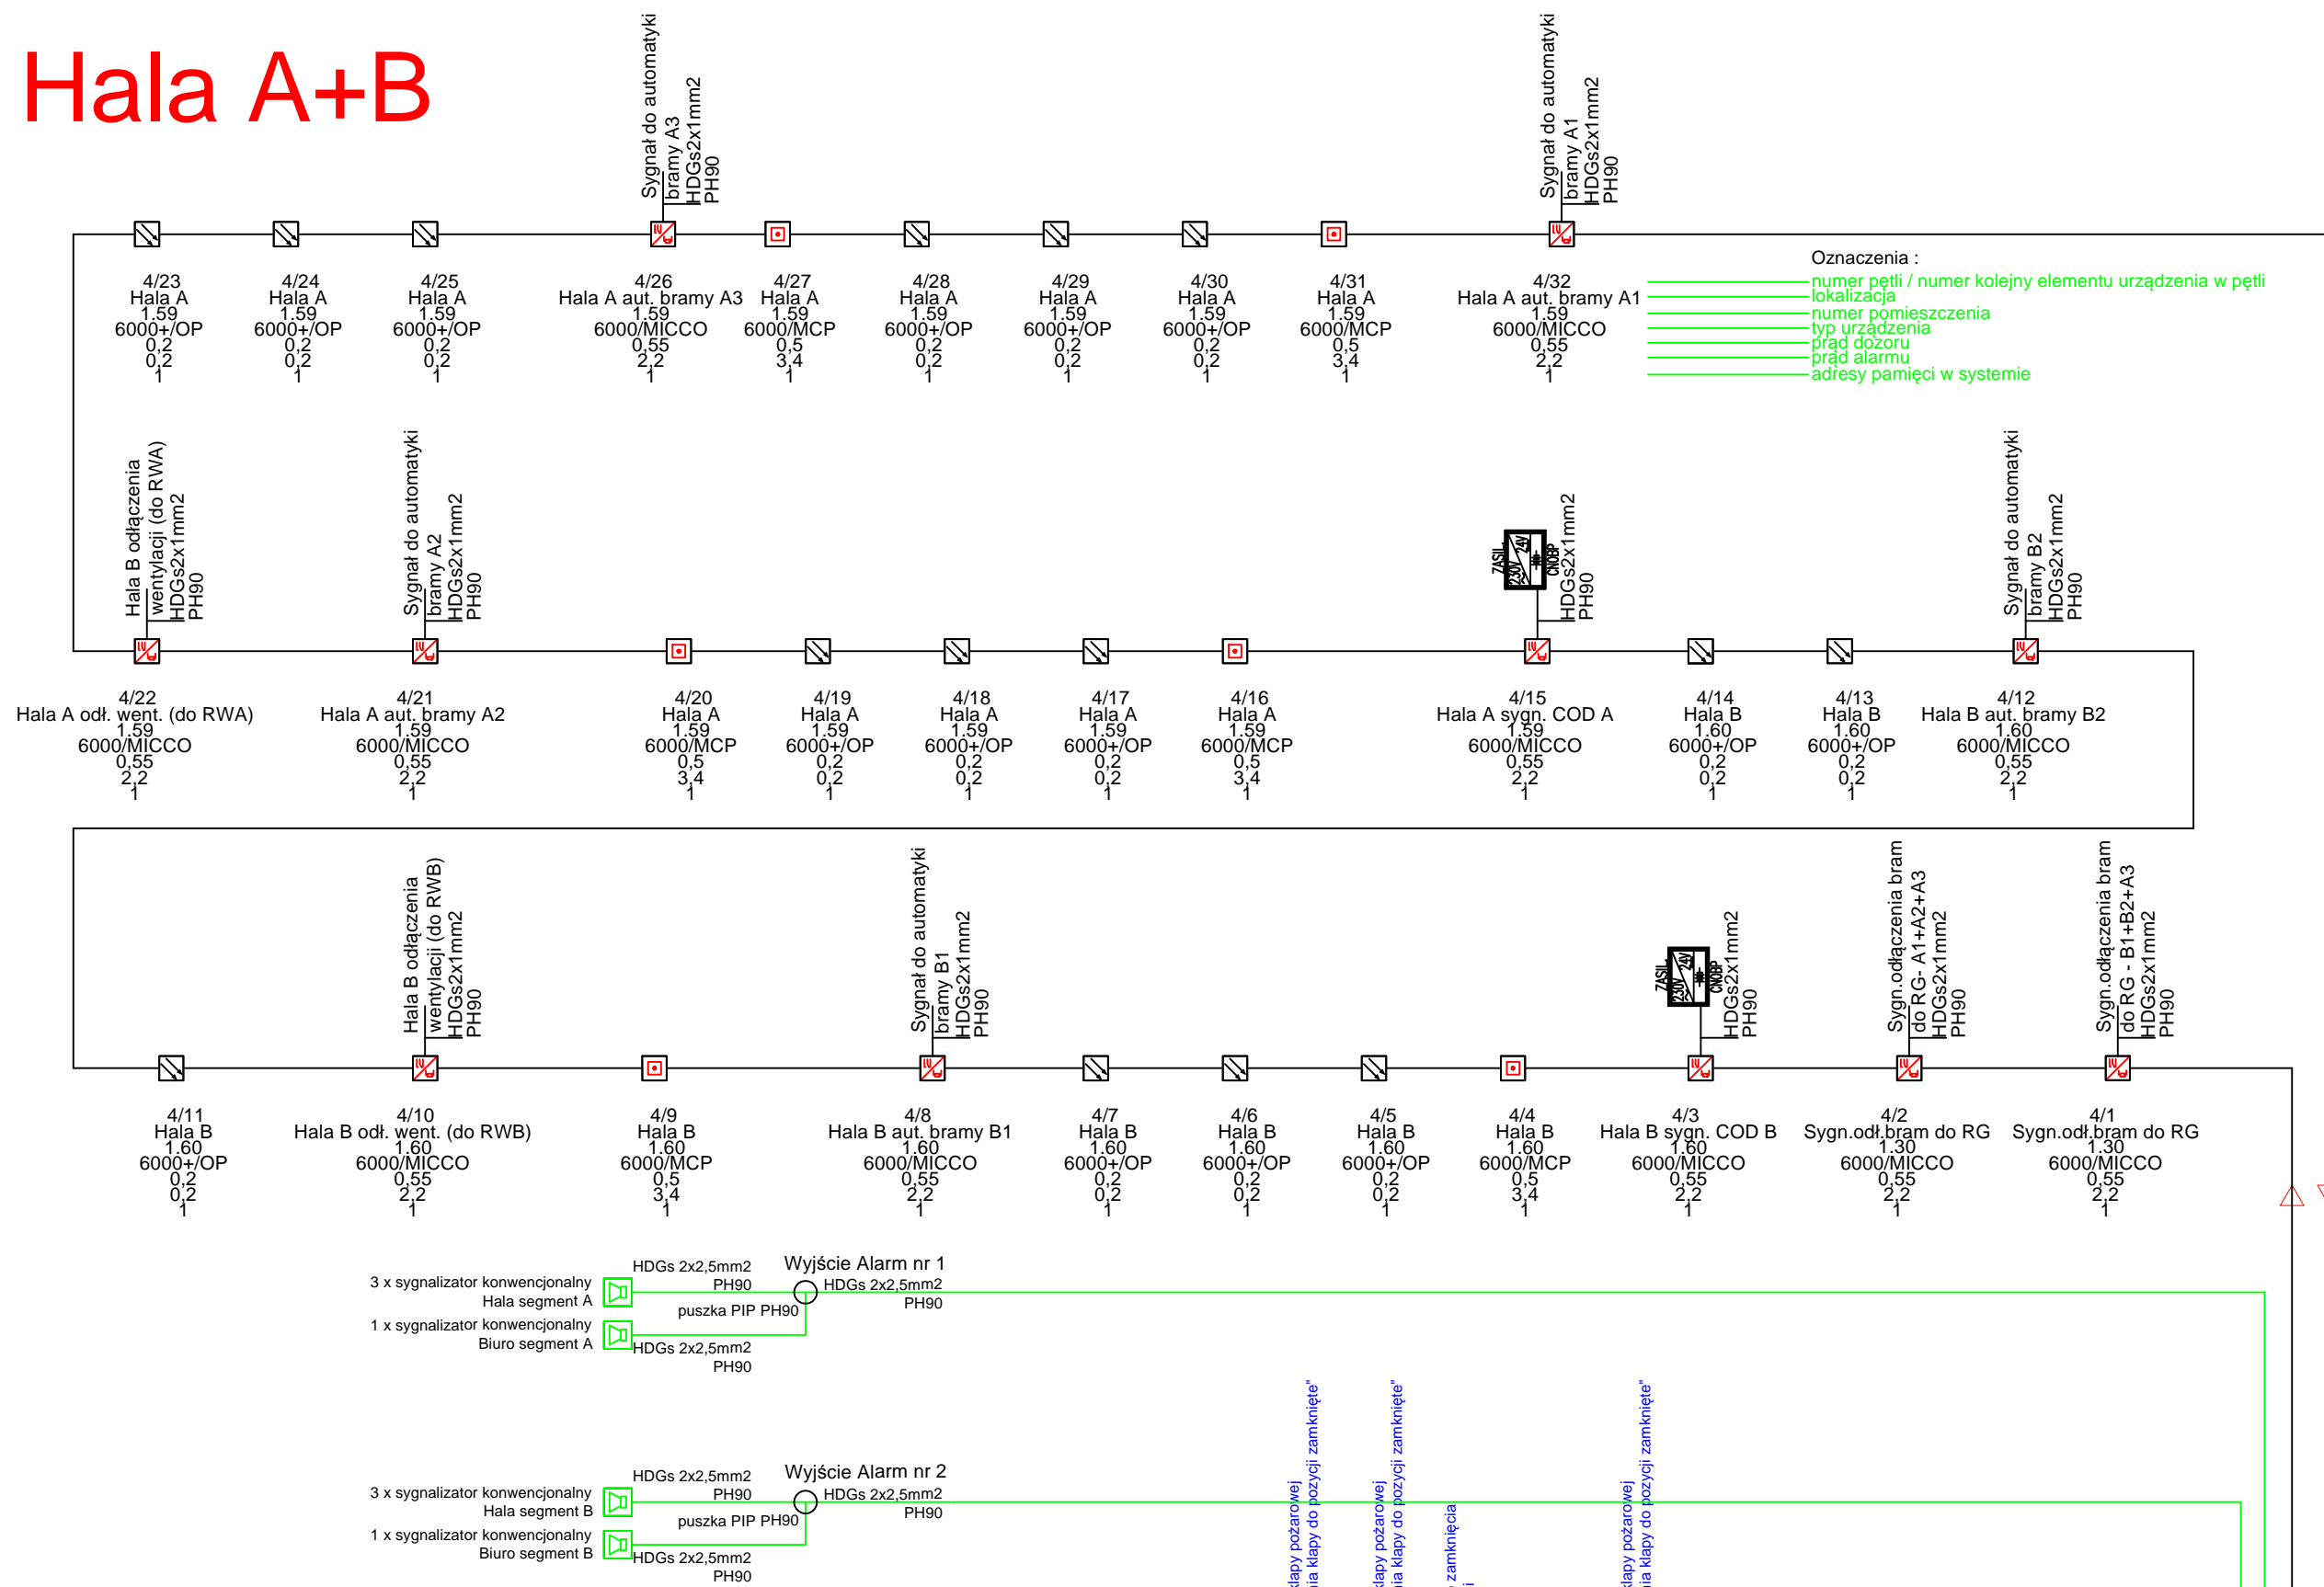 Hala A+B
Sygnał do automatyki
bramy A3
HDGs2x1mm2
PH90
Sygnał do automatyki
bramy A1
HDGs2x1mm2
PH90
4/23
Hala A
1.59
6000+/OP
0,2
0,2
1
4/24
Hala A
1.59
6000+/OP
0,2
0,2
1
4/25
Hala A
1.59
6000+/OP
0,2
0,2
1
4/26
Hala A aut. bramy A3
1.59
6000/MICCO
0,55
2,2
1
4/27
Hala A
1.59
6000/MCP
0,5
3,4
1
4/28
Hala A
1.59
6000+/OP
0,2
0,2
1
4/29
Hala A
1.59
6000+/OP
0,2
0,2
1
4/30
Hala A
1.59
6000+/OP
0,2
0,2
1
4/31
Hala A
1.59
6000/MCP
0,5
3,4
1
4/32
Hala A aut. bramy A1
1.59
6000/MICCO
0,55
2,2
1
Oznaczenia :
numer pętli / numer kolejny elementu urządzenia w pętli
lokalizacja
numer pomieszczenia
typ urządzenia
prąd dozoru
prąd alarmu
adresy pamięci w systemie
Hala B odłączenia
wentylacji (do RWA)
HDGs2x1mm2
PH90
Sygnał do automatyki
bramy A2
HDGs2x1mm2
PH90
ZASIL.
230V
24V
CNOBP
HDGs2x1mm2
PH90
Sygnał do automatyki
bramy B2
HDGs2x1mm2
PH90
4/22
Hala A odł. went. (do RWA)
1.59
6000/MICCO
0,55
2,2
1
4/21
Hala A aut. bramy A2
1.59
6000/MICCO
0,55
2,2
1
4/20
Hala A
1.59
6000/MCP
0,5
3,4
1
4/19
Hala A
1.59
6000+/OP
0,2
0,2
1
4/18
Hala A
1.59
6000+/OP
0,2
0,2
1
4/17
Hala A
1.59
6000+/OP
0,2
0,2
1
4/16
Hala A
1.59
6000/MCP
0,5
3,4
1
4/15
Hala A sygn. COD A
1.59
6000/MICCO
0,55
2,2
1
4/14
Hala B
1.60
6000+/OP
0,2
0,2
1
4/13
Hala B
1.60
6000+/OP
0,2
0,2
1
4/12
Hala B aut. bramy B2
1.60
6000/MICCO
0,55
2,2
1
Hala B odłączenia
wentylacji (do RWB)
HDGs2x1mm2
PH90
Sygnał do automatyki
bramy B1
HDGs2x1mm2
PH90
ZASIL.
230V
24V
CNOBP
HDGs2x1mm2
PH90
Sygn.odłączenia bram
do RG- A1+A2+A3
HDGs2x1mm2
PH90
Sygn.odłączenia bram
do RG - B1+B2+A3
HDGs2x1mm2
PH90
4/11
Hala B
1.60
6000+/OP
0,2
0,2
1
4/10
Hala B odł. went. (do RWB)
1.60
6000/MICCO
0,55
2,2
1
4/9
Hala B
1.60
6000/MCP
0,5
3,4
1
4/8
Hala B aut. bramy B1
1.60
6000/MICCO
0,55
2,2
1
4/7
Hala B
1.60
6000+/OP
0,2
0,2
1
4/6
Hala B
1.60
6000+/OP
0,2
0,2
1
4/5
Hala B
1.60
6000+/OP
0,2
0,2
1
4/4
Hala B
1.60
6000/MCP
0,5
3,4
1
4/3
Hala B sygn. COD B
1.60
6000/MICCO
0,55
2,2
1
4/2
Sygn.odł.bram do RG
1.30
6000/MICCO
0,55
2,2
1
4/1
Sygn.odł.bram do RG
1.30
6000/MICCO
0,55
2,2
1
3 x sygnalizator konwencjonalny
Hala segment A
HDGs 2x2,5mm2
PH90
Wyjście Alarm nr 1
HDGs 2x2,5mm2
PH90
puszka PIP PH90
1 x sygnalizator konwencjonalny
Biuro segment A
HDGs 2x2,5mm2
PH90
3 x sygnalizator konwencjonalny
Hala segment B
HDGs 2x2,5mm2
PH90
Wyjście Alarm nr 2
HDGs 2x2,5mm2
PH90
puszka PIP PH90
1 x sygnalizator konwencjonalny
Biuro segment B
HDGs 2x2,5mm2
PH90
klapy pożarowej
klapy do pozycji zamknięte"
klapy pożarowej
klapy do pozycji zamknięte"
zamknięcia
klapy pożarowej
klapy do pozycji zamknięte"